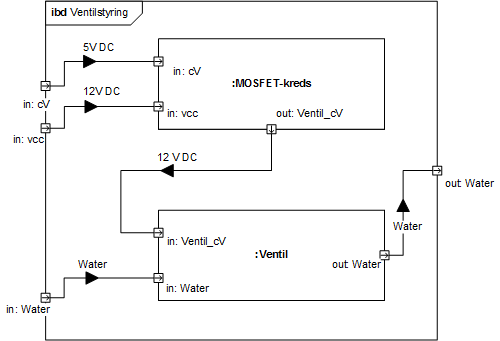 ibd Ventilstyring
5V DC
in: cV
:MOSFET-kreds
in: cV
12V DC
in: vcc
in: vcc
out: Ventil_cV
12 V DC
out: Water
Water
in: Ventil_cV
:Ventil
out: Water
Water
in: Water
in: Water